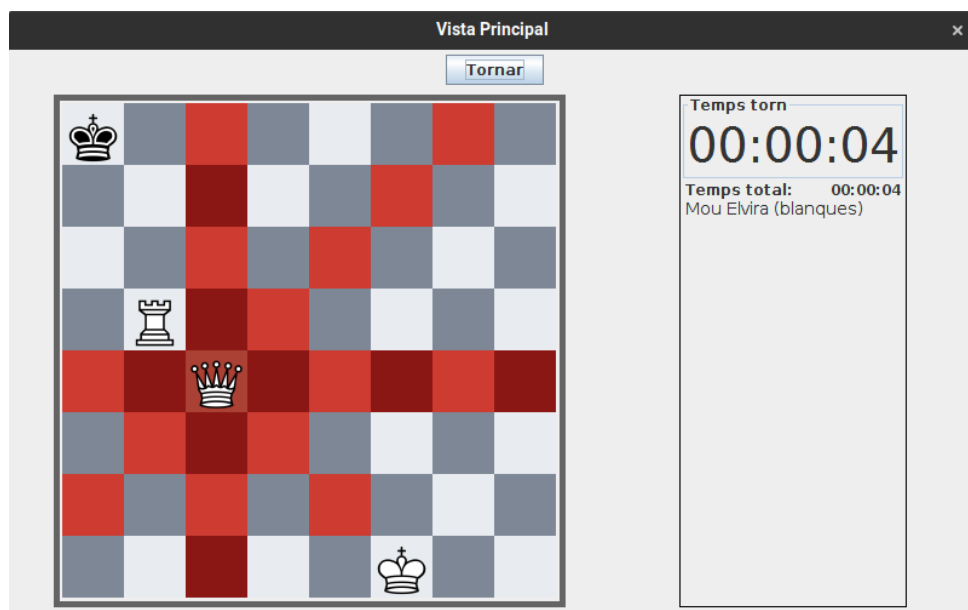 Vista Principal
×
Tornar
Temps torn
00:00:04
Temps total: 00:00:04
Mou Elvira (blanques)